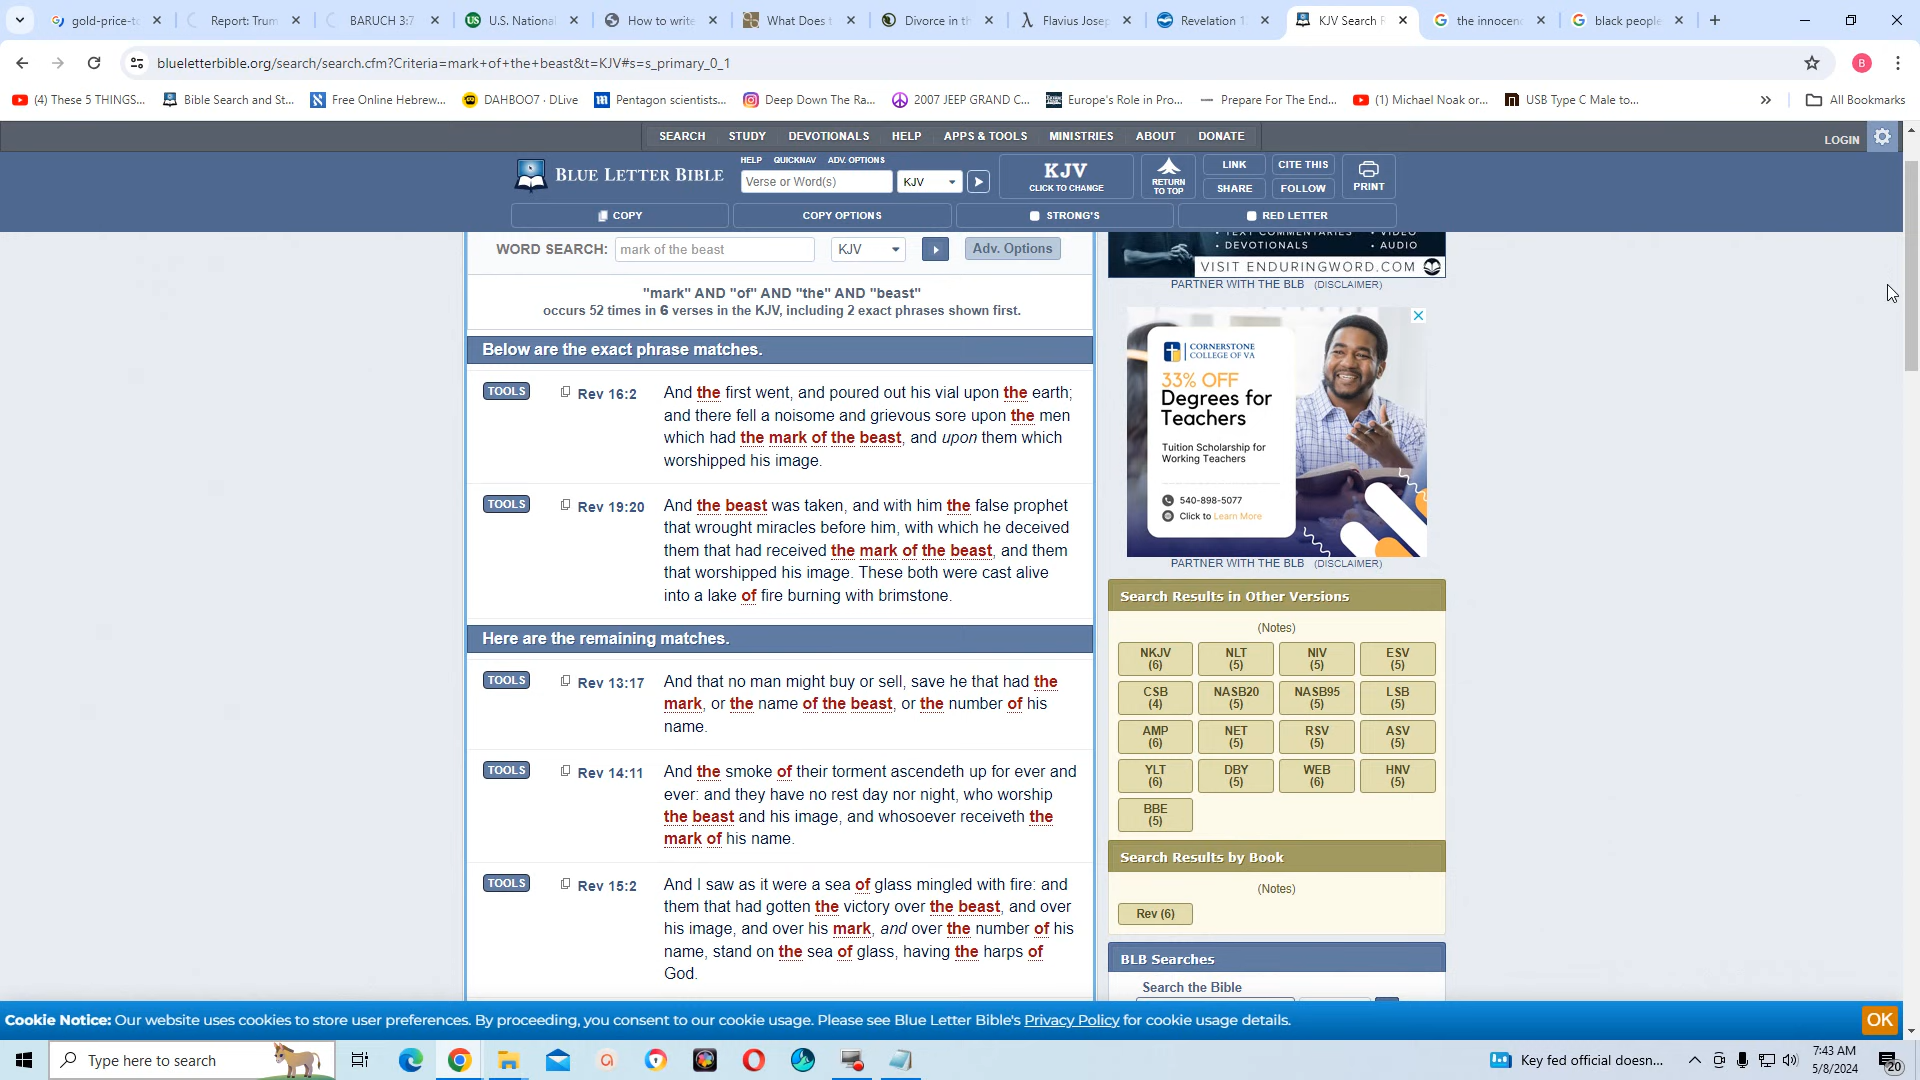 gold-price-to
Report: Trum
BARUCH 3:7
U.S. National
How to write
What Does t
Divorce in th
Flavius Josep
Revelation 1
KJV Search R
the innocenc
black people
blueletterbible.org/search/search.cfm?Criteria=mark+of+the+beast&t=KJV#s=s_primary_0_1
B
(4) These 5 THINGS...
Bible Search and St...
Free Online Hebrew...
DAHBOO7 · DLive
Pentagon scientists...
Deep Down The Ra...
2007 JEEP GRAND C...
Europe's Role in Pro...
Prepare For The End...
(1) Michael Noak or...
USB Type C Male to...
All Bookmarks
SEARCH STUDY DEVOTIONALS HELP APPS & TOOLS MINISTRIES ABOUT DONATE
LOGIN
BLUE LETTER BIBLE
HELP QUICKNAV ADV. OPTIONS
Verse or Word(s)
KJV
KJV
CLICK TO CHANGE
RETURN
TO TOP
LINK
CITE THIS
SHARE
FOLLOW
PRINT
COPY
COPY OPTIONS
STRONG'S
RED LETTER
WORD SEARCH: mark of the beast KJV Adv. Options
"mark" AND "of" AND "the" AND "beast"
occurs 52 times in 6 verses in the KJV, including 2 exact phrases shown first.
Below are the exact phrase matches.
TOOLS Rev 16:2 And the first went, and poured out his vial upon the earth;
and there fell a noisome and grievous sore upon the men
which had the mark of the beast, and upon them which
worshipped his image.
TOOLS Rev 19:20 And the beast was taken, and with him the false prophet
that wrought miracles before him, with which he deceived
them that had received the mark of the beast, and them
that worshipped his image. These both were cast alive
into a lake of fire burning with brimstone.
Here are the remaining matches.
TOOLS Rev 13:17 And that no man might buy or sell, save he that had the
mark, or the name of the beast, or the number of his
name.
TOOLS Rev 14:11 And the smoke of their torment ascendeth up for ever and
ever: and they have no rest day nor night, who worship
the beast and his image, and whosoever receiveth the
mark of his name.
TOOLS Rev 15:2 And I saw as it were a sea of glass mingled with fire: and
them that had gotten the victory over the beast, and over
his image, and over his mark, and over the number of his
name, stand on the sea of glass, having the harps of
God.
• TEXT COMMENTARIES • VIDEO
• DEVOTIONALS • AUDIO
VISIT ENDURINGWORD.COM
PARTNER WITH THE BLB (DISCLAIMER)
CORNERSTONE
COLLEGE OF VA
33% OFF
Degrees for
Teachers
Tuition Scholarship for
Working Teachers
540-898-5077
Click to Learn More
PARTNER WITH THE BLB (DISCLAIMER)
Search Results in Other Versions
(Notes)
NKJV
(6)
NLT
(5)
NIV
(5)
ESV
(5)
CSB
(4)
NASB20
(5)
NASB95
(5)
LSB
(5)
AMP
(6)
NET
(5)
RSV
(5)
ASV
(5)
YLT
(6)
DBY
(5)
WEB
(6)
HNV
(5)
BBE
(5)
Search Results by Book
(Notes)
Rev (6)
BLB Searches
Search the Bible
Cookie Notice: Our website uses cookies to store user preferences. By proceeding, you consent to our cookie usage. Please see Blue Letter Bible's Privacy Policy for cookie usage details.
OK
Type here to search
Key fed official doesn...
7:43 AM
5/8/2024
20